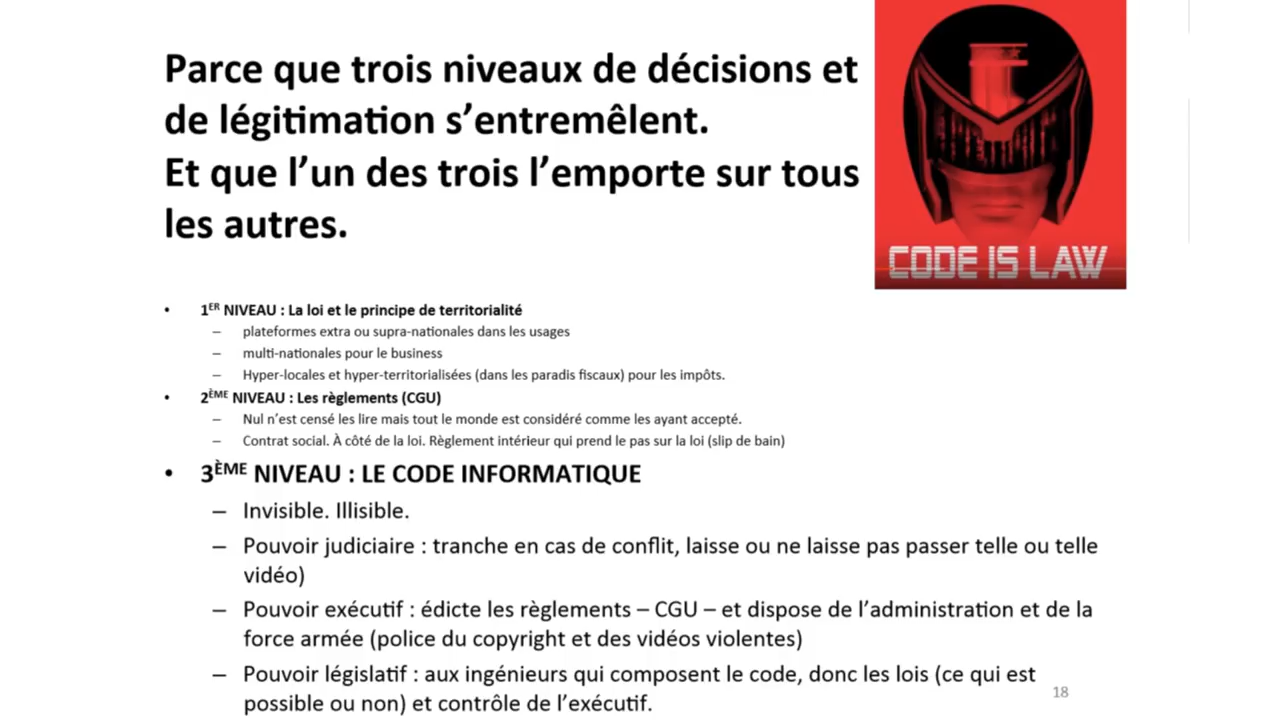 Parce que trois niveaux de décisions et
de légitimation s’entremêlent.
Et que l’un des trois l’emporte sur tous
les autres.
CODE IS LAW
• 1ER NIVEAU : La loi et le principe de territorialité
– plateformes extra ou supra-nationales dans les usages
– multi-nationales pour le business
– Hyper-locales et hyper-territorialisées (dans les paradis fiscaux) pour les impôts.
• 2ÈME NIVEAU : Les règlements (CGU)
– Nul n’est censé les lire mais tout le monde est considéré comme les ayant accepté.
– Contrat social. À côté de la loi. Règlement intérieur qui prend le pas sur la loi (slip de bain)
• 3ÈME NIVEAU : LE CODE INFORMATIQUE
– Invisible. Illisible.
– Pouvoir judiciaire : tranche en cas de conflit, laisse ou ne laisse pas passer telle ou telle
vidéo)
– Pouvoir exécutif : édicte les règlements – CGU – et dispose de l’administration et de la
force armée (police du copyright et des vidéos violentes)
– Pouvoir législatif : aux ingénieurs qui composent le code, donc les lois (ce qui est
possible ou non) et contrôle de l’exécutif.
18